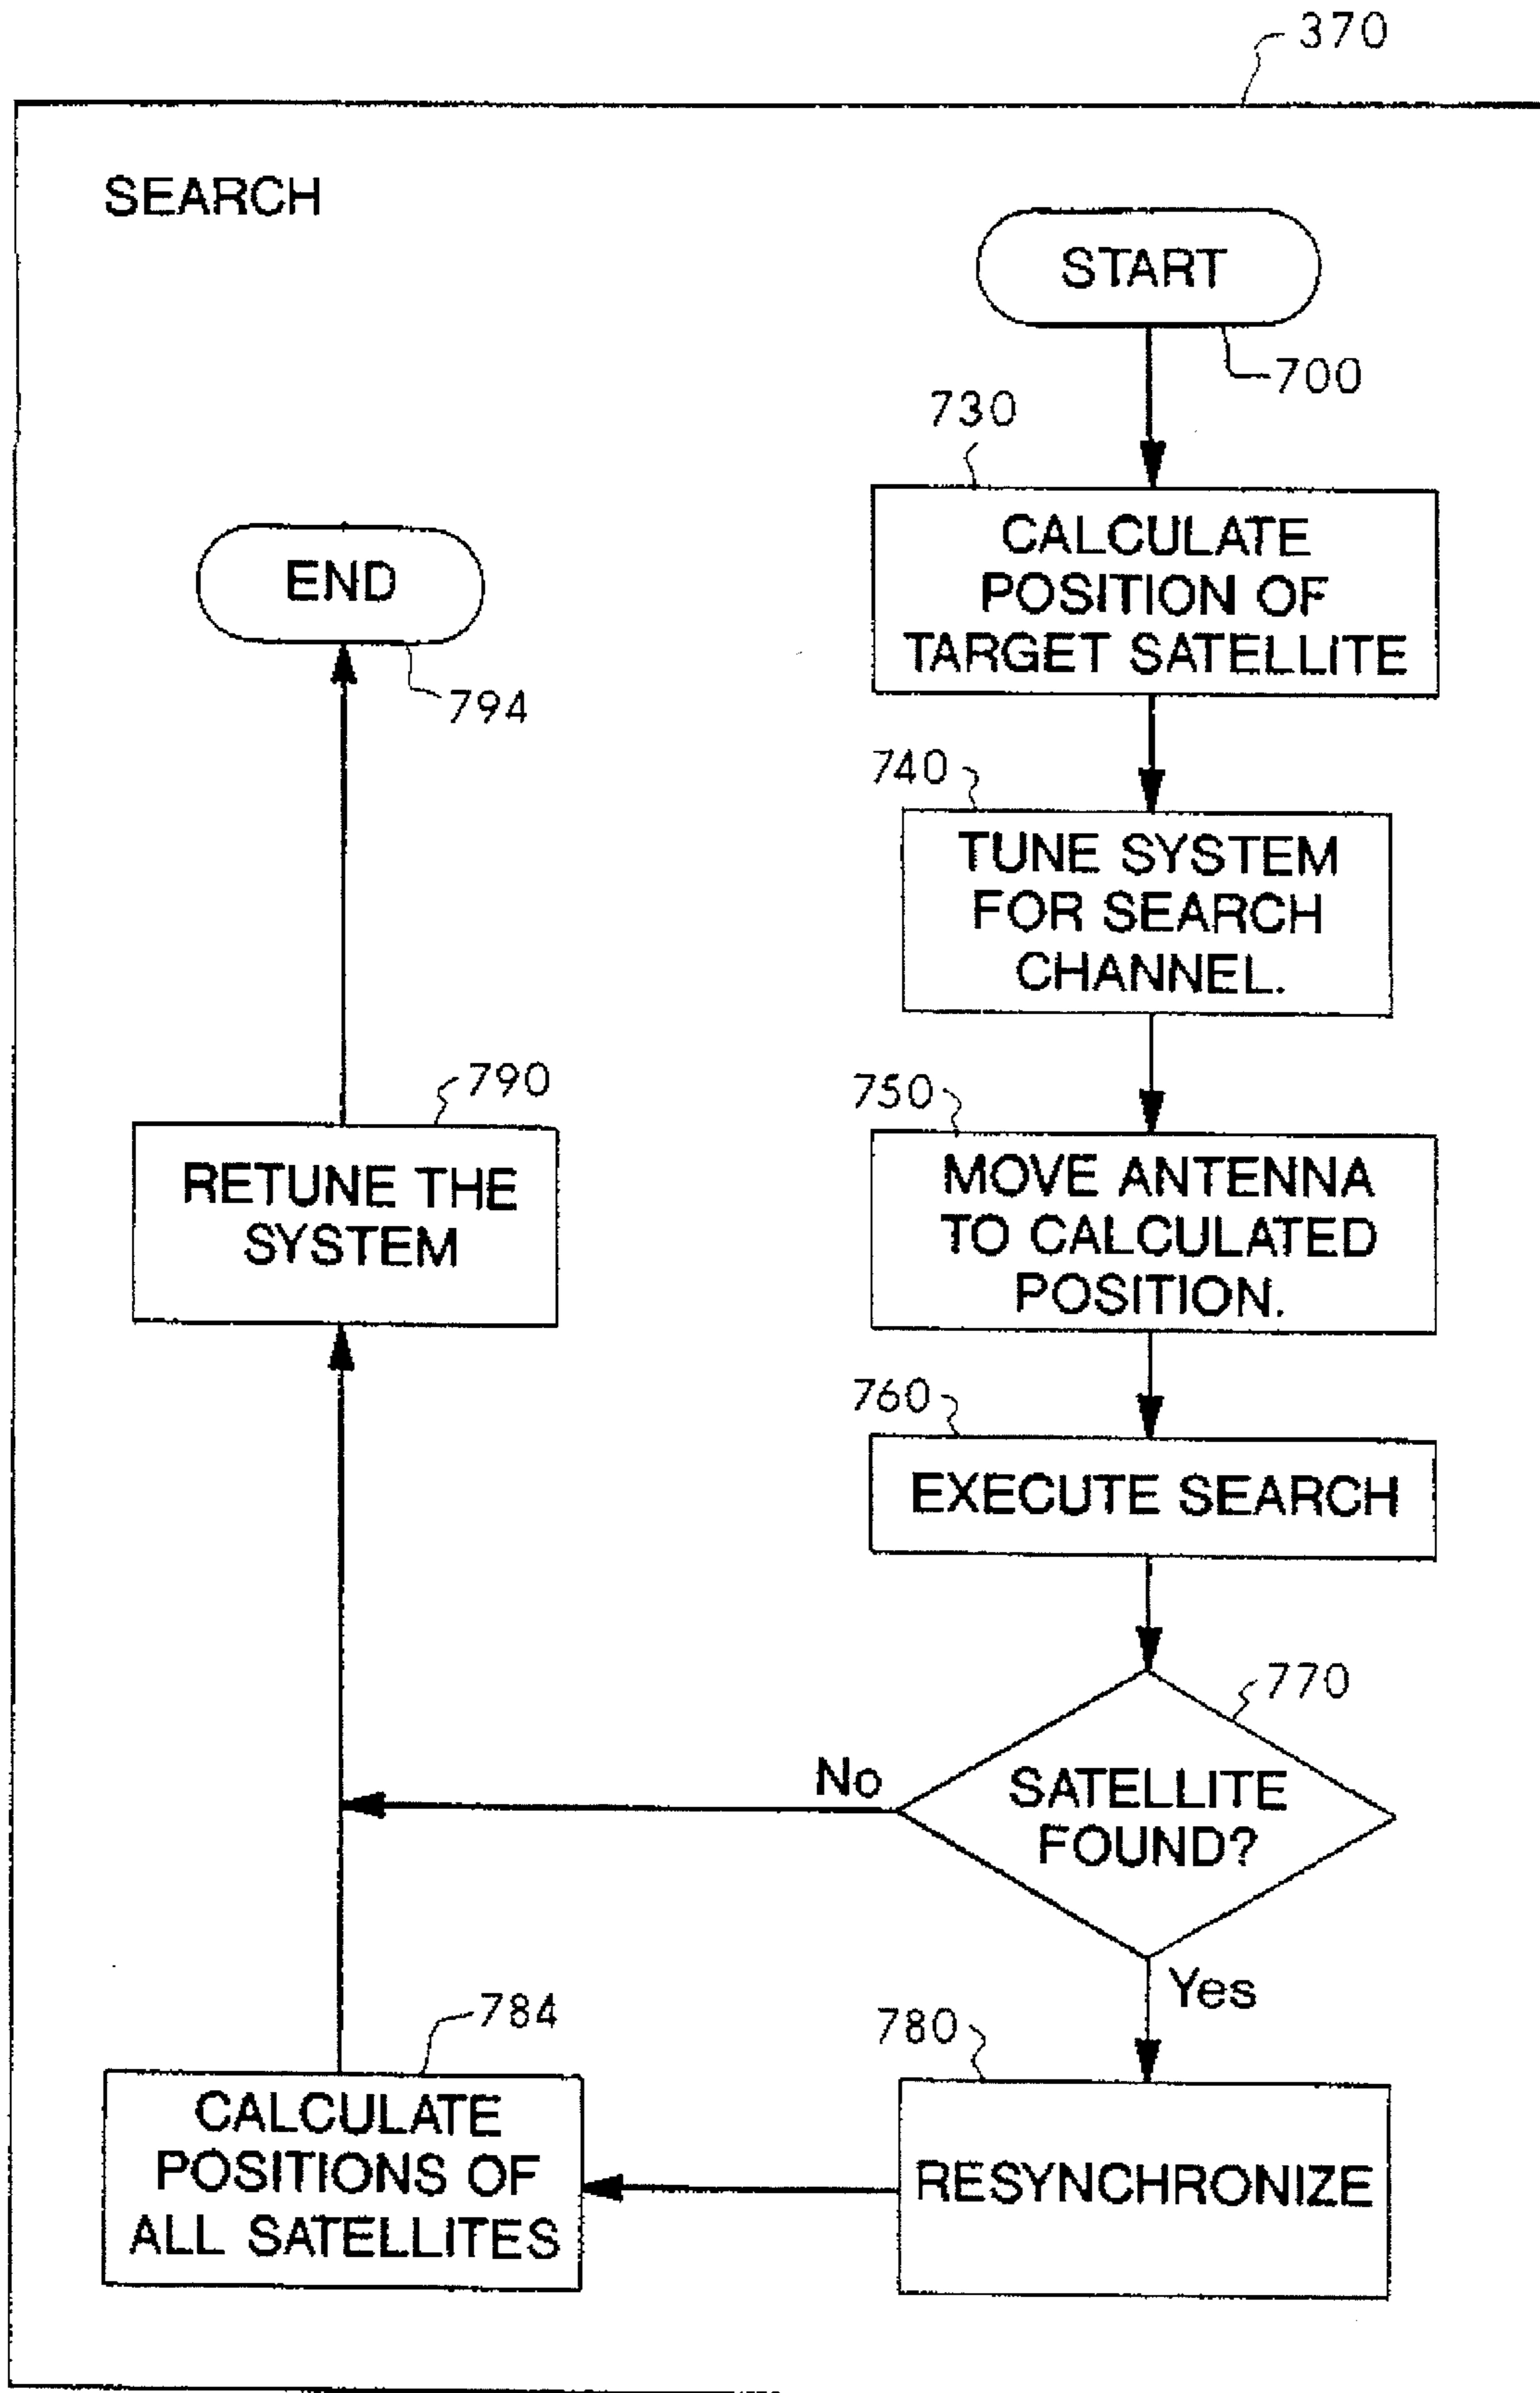 370
SEARCH
START
700
730
CALCULATE
POSITION OF
TARGET SATELLITE
END
794
740
TUNE SYSTEM
FOR SEARCH
CHANNEL.
790
RETUNE THE
SYSTEM
750
MOVE ANTENNA
TO CALCULATED
POSITION.
760
EXECUTE SEARCH
770
SATELLITE
FOUND?
No
Yes
780
RESYNCHRONIZE
784
CALCULATE
POSITIONS OF
ALL SATELLITES